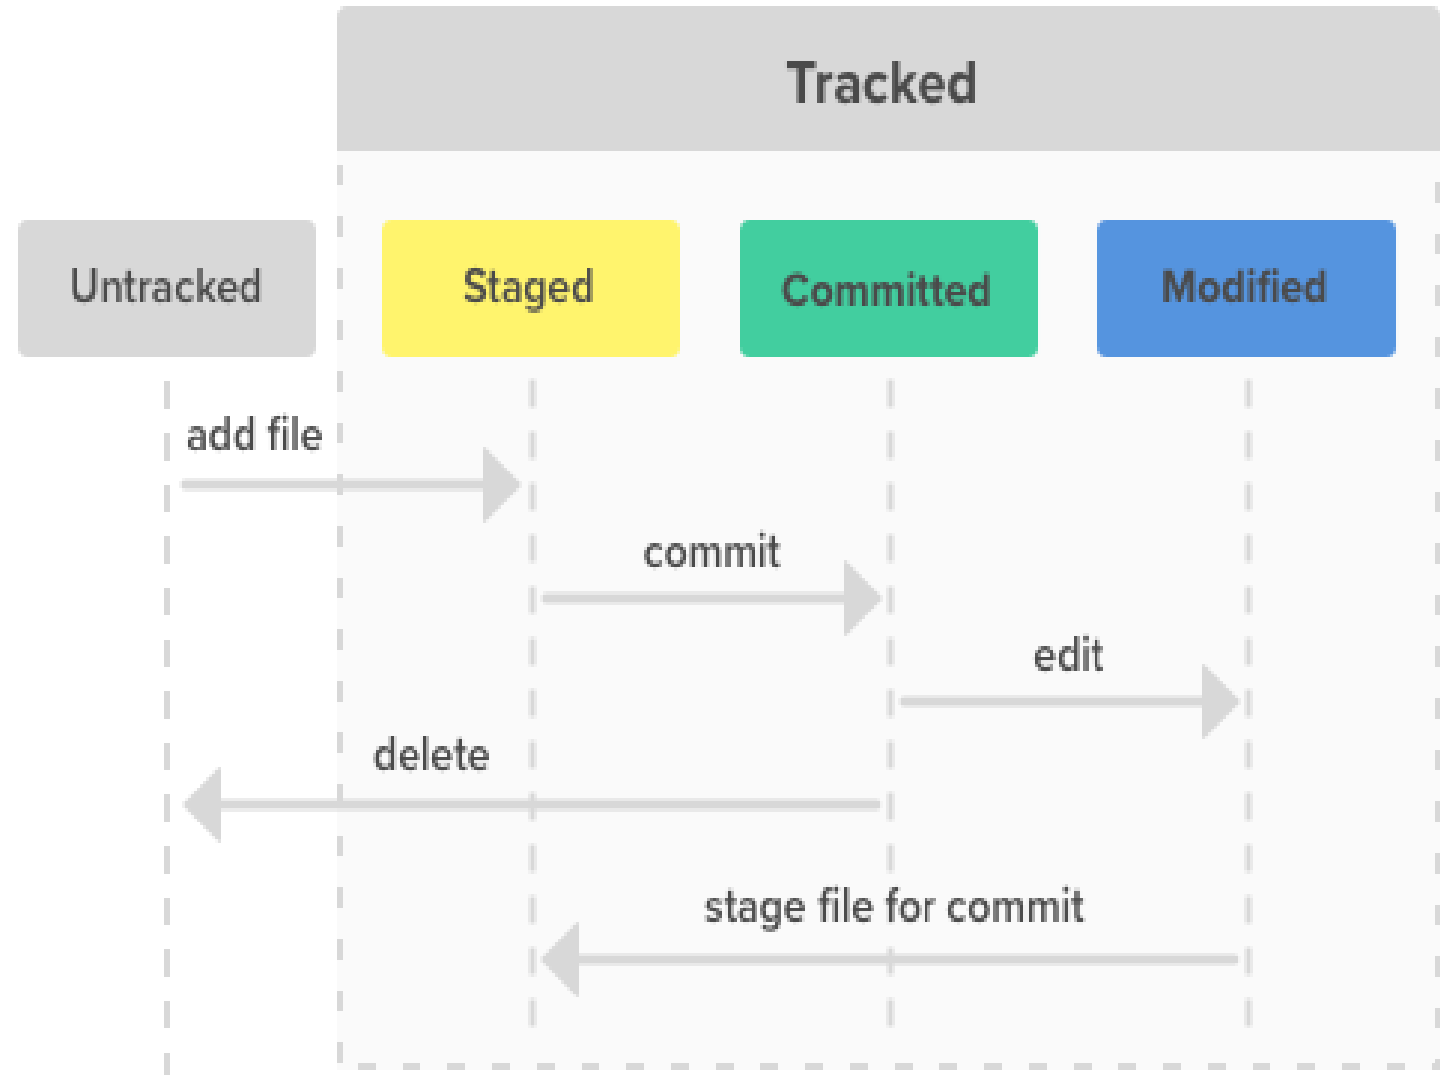 Tracked
Untracked
Staged
Committed
Modified
add file
commit
edit
delete
stage file for commit